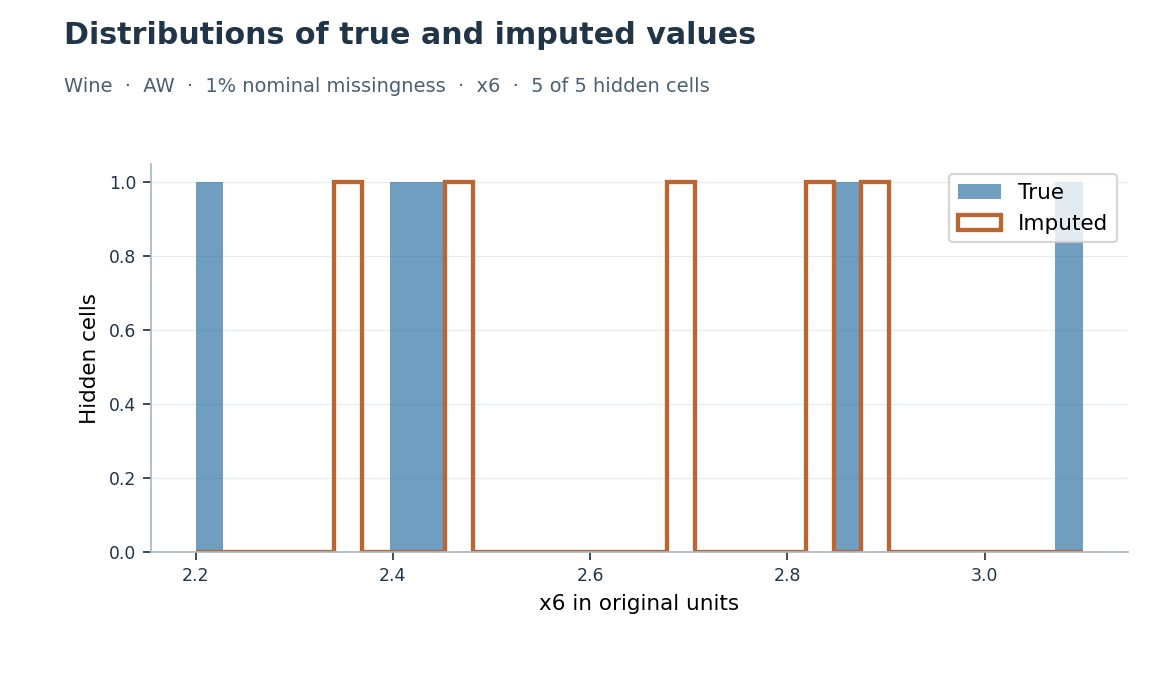 Distributions of true and imputed values
Wine · AW · 1% nominal missingness · x6 · 5 of 5 hidden cells
True
Imputed
Hidden cells
1.0
0.8
0.6
0.4
0.2
0.0
2.2 2.4 2.6 2.8 3.0
x6 in original units